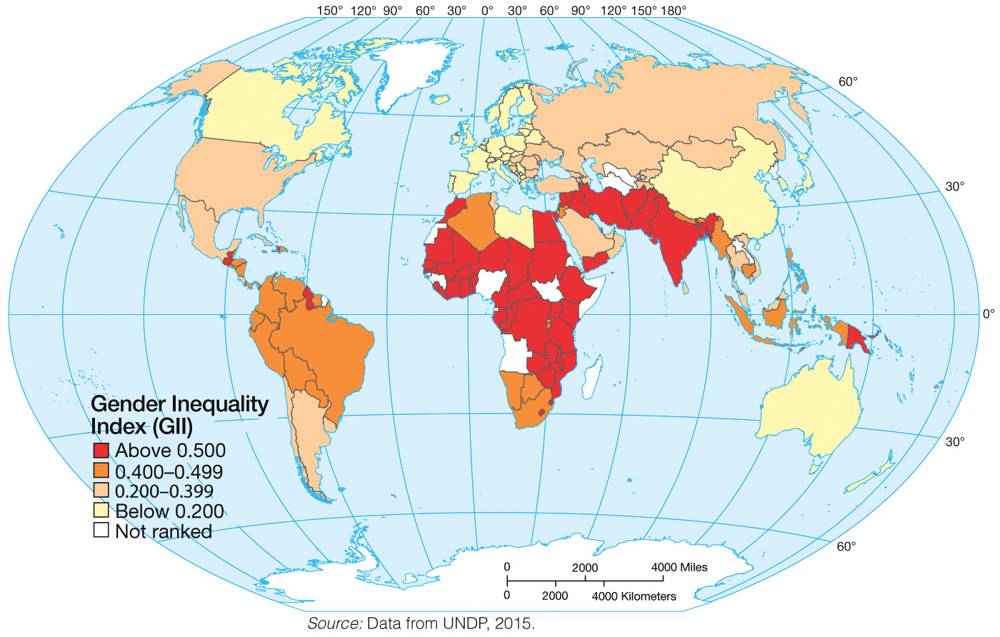 150° 120° 90° 60° 30° 0° 30° 60° 90° 120° 150° 180°
60°
30°
0°
30°
60°
Gender Inequality
Index (GII)
Above 0.500
0.400–0.499
0.200–0.399
Below 0.200
Not ranked
0 2000 4000 Miles
0 2000 4000 Kilometers
Source: Data from UNDP, 2015.